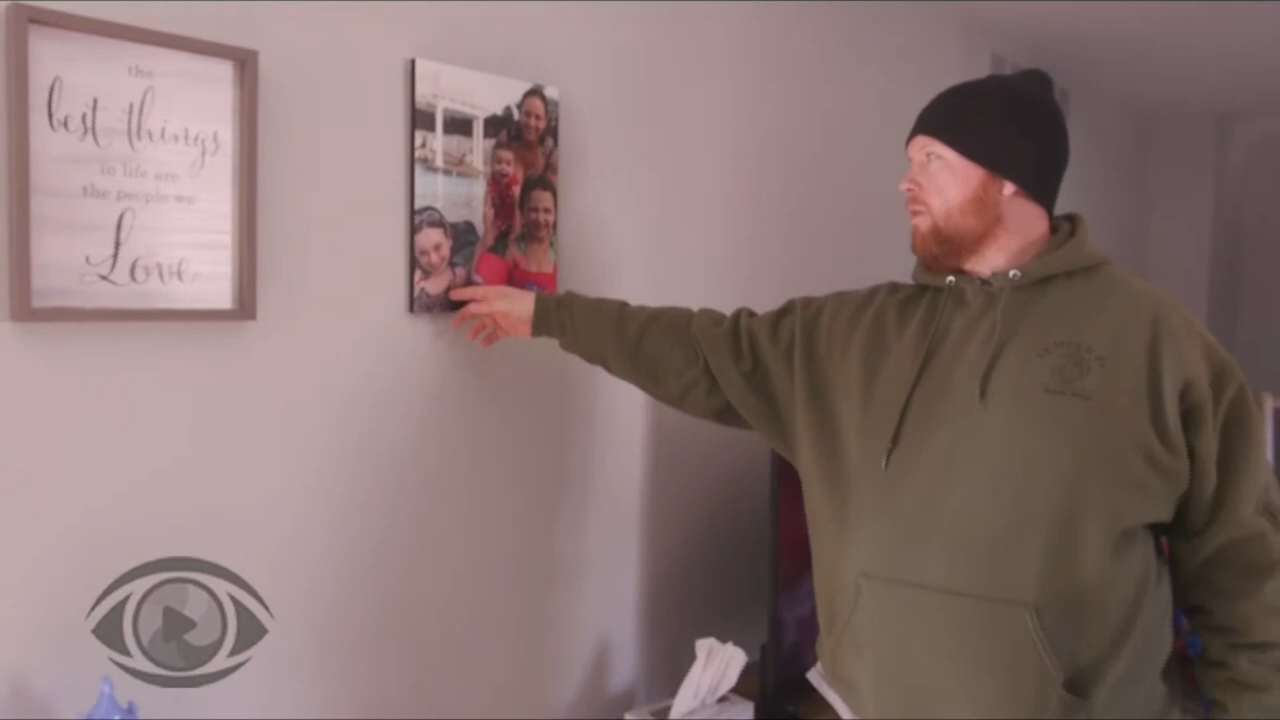 the
best things
in life are
the people we
Love